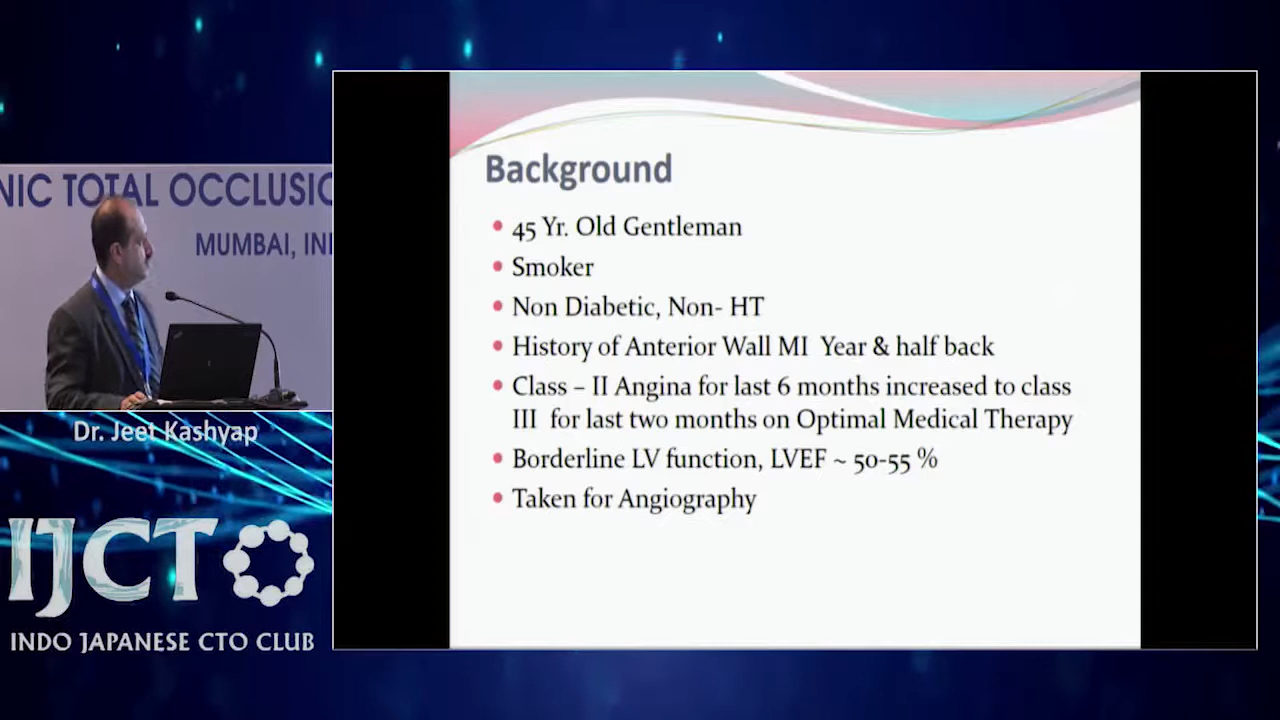 NIC TOTAL OCCLUSIO
MUMBAI, IN
Dr. Jeet Kashyap
IJCTO
INDO JAPANESE CTO CLUB
Background
• 45 Yr. Old Gentleman
• Smoker
• Non Diabetic, Non- HT
• History of Anterior Wall MI Year & half back
• Class – II Angina for last 6 months increased to class
III for last two months on Optimal Medical Therapy
• Borderline LV function, LVEF ~ 50-55 %
• Taken for Angiography